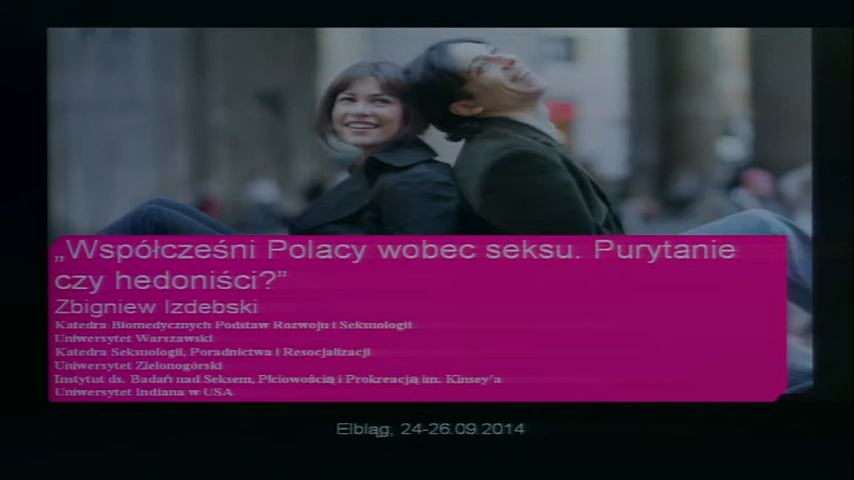 „Współcześni Polacy wobec seksu. Purytanie
czy hedoniści?”
Zbigniew Izdebski
Katedra Biomedycznych Podstaw Rozwoju i Seksuologii
Uniwersytet Warszawski
Katedra Seksuologii, Poradnictwa i Resocjalizacji
Uniwersytet Zielonogórski
Instytut ds. Badań nad Seksem, Płciowością i Prokreacją im. Kinsey'a
Uniwersytet Indiana w USA
Elbląg, 24-26.09.2014